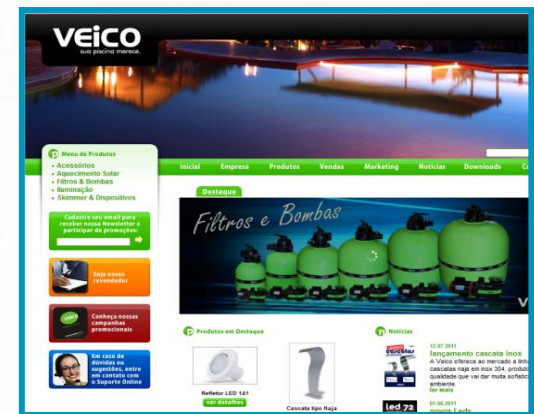 VEiCO
sua piscina merece.
Menu de Produtos
Acessórios
Aquecimento Solar
Filtros & Bombas
Iluminação
Skimmer & Dispositivos
Cadastre seu email para
receber nossa Newsletter e
participar de promoções:
Seja nosso
revendedor
Conheça nossas
campanhas
promocionais
Em caso de
dúvidas ou
sugestões, entre
em contato com
o Suporte Online
Inicial Empresa Produtos Vendas Marketing Notícias Downloads
Destaque
Filtros e Bombas
Produtos em Destaque
Refletor LED 141
ver detalhes
Cascata tipo Naja
Notícias
12.07.2011
lançamento cascata inox
A Veico oferece ao mercado a linha
cascatas naja em inox 304, produto
qualidade que vai dar muita
ambiente.
ler mais
cascatas
led 72
01.06.2011
novos Leds